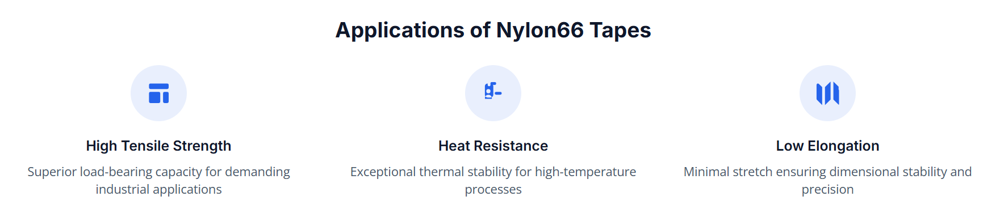 Applications of Nylon66 Tapes
High Tensile Strength
Superior load-bearing capacity for demanding
industrial applications
Heat Resistance
Exceptional thermal stability for high-temperature
processes
Low Elongation
Minimal stretch ensuring dimensional stability and
precision